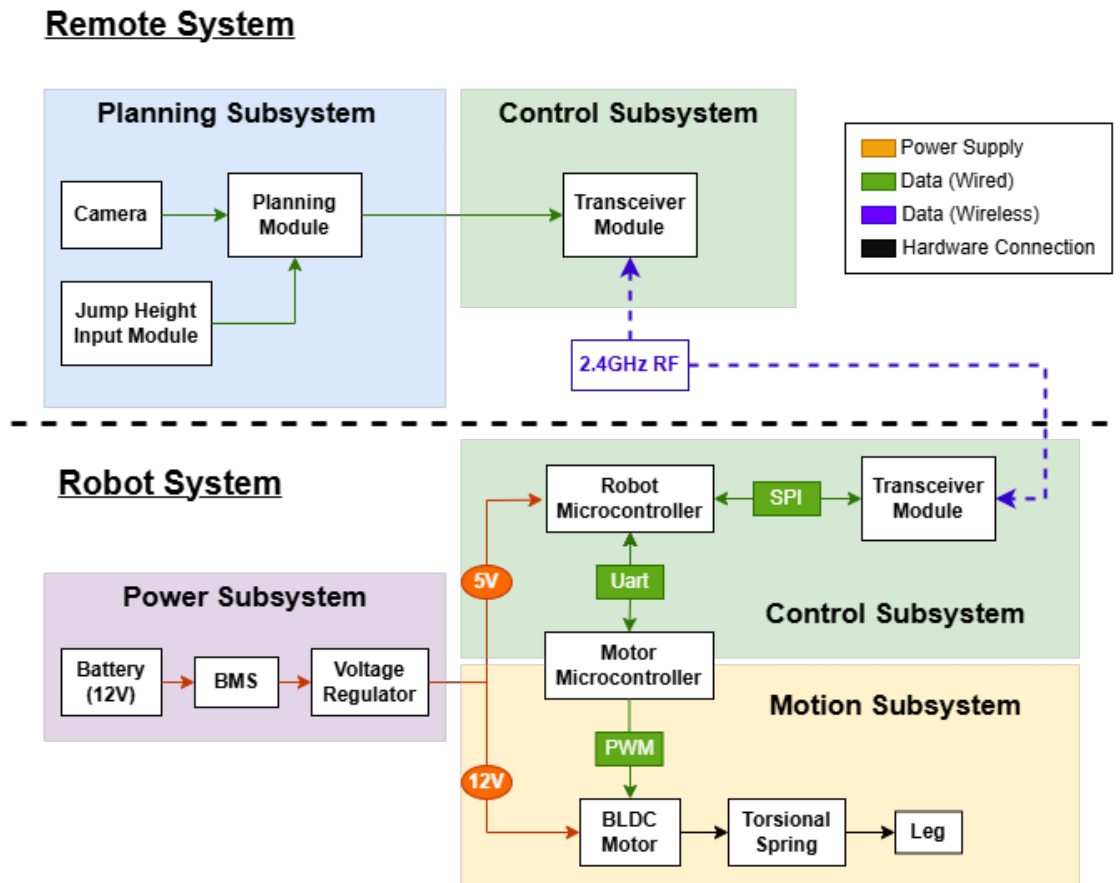 Remote System
Planning Subsystem
Control Subsystem
Camera
Planning
Module
Transceiver
Module
Jump Height
Input Module
2.4GHz RF
Power Supply
Data (Wired)
Data (Wireless)
Hardware Connection
Robot System
Robot
Microcontroller
SPI
Transceiver
Module
5V
Uart
Control Subsystem
Power Subsystem
Battery
(12V)
BMS
Voltage
Regulator
Motor
Microcontroller
Motion Subsystem
PWM
12V
BLDC
Motor
Torsional
Spring
Leg